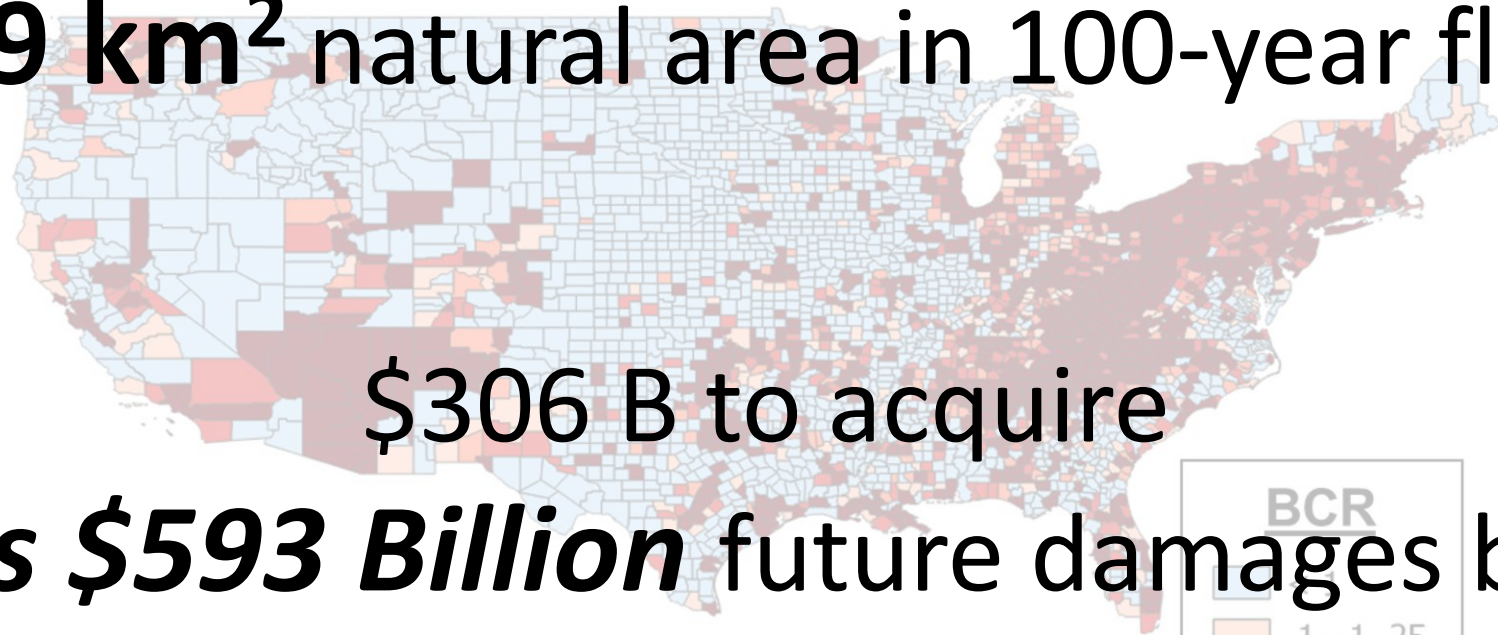 9 km² natural area in 100-year fl
$306 B to acquire
s $593 Billion future damages b
BCR
< 1
1 - 1.25